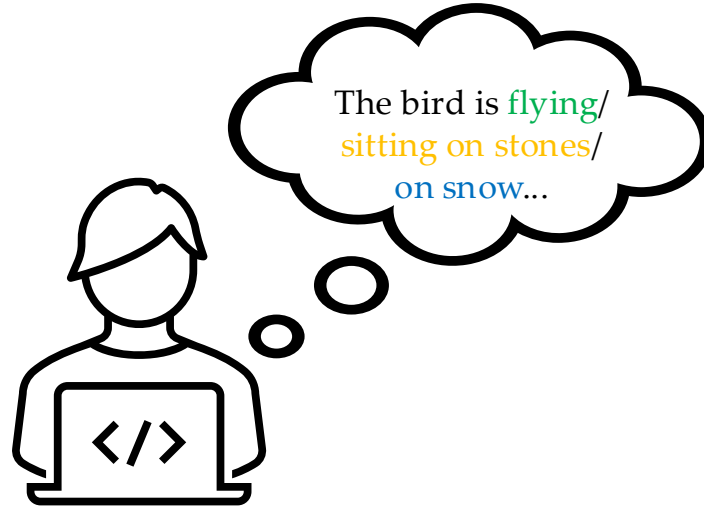 The bird is flying/
sitting on stones/
on snow...
</>